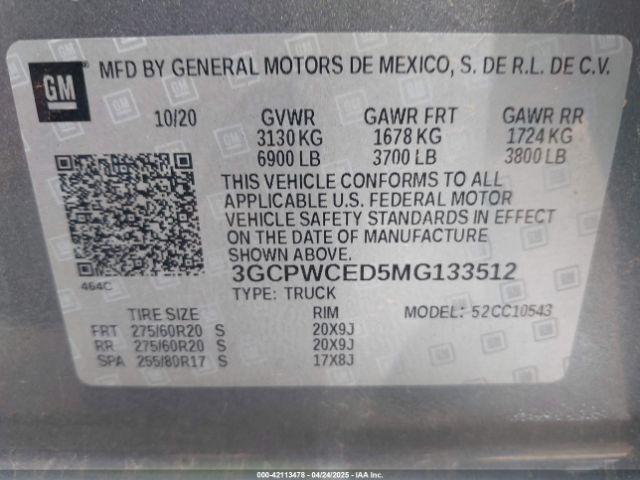 GM MFD BY GENERAL MOTORS DE MEXICO, S. DE R.L. DE C.V.
10/20 GVWR GAWR FRT GAWR RR
3130 KG 1678 KG 1724 KG
6900 LB 3700 LB 3800 LB
THIS VEHICLE CONFORMS TO ALL
APPLICABLE U.S. FEDERAL MOTOR
VEHICLE SAFETY STANDARDS IN EFFECT
ON THE DATE OF MANUFACTURE
SHOWN ABOVE.
464C 3GCPWCED5MG133512
TYPE: TRUCK
TIRE SIZE RIM MODEL: 52CC10543
FRT 275/60R20 S 20X9J
RR 275/60R20 S 20X9J
SPA 255/80R17 S 17X8J
000-42113478 - 04/24/2025 - IAAI, Inc.